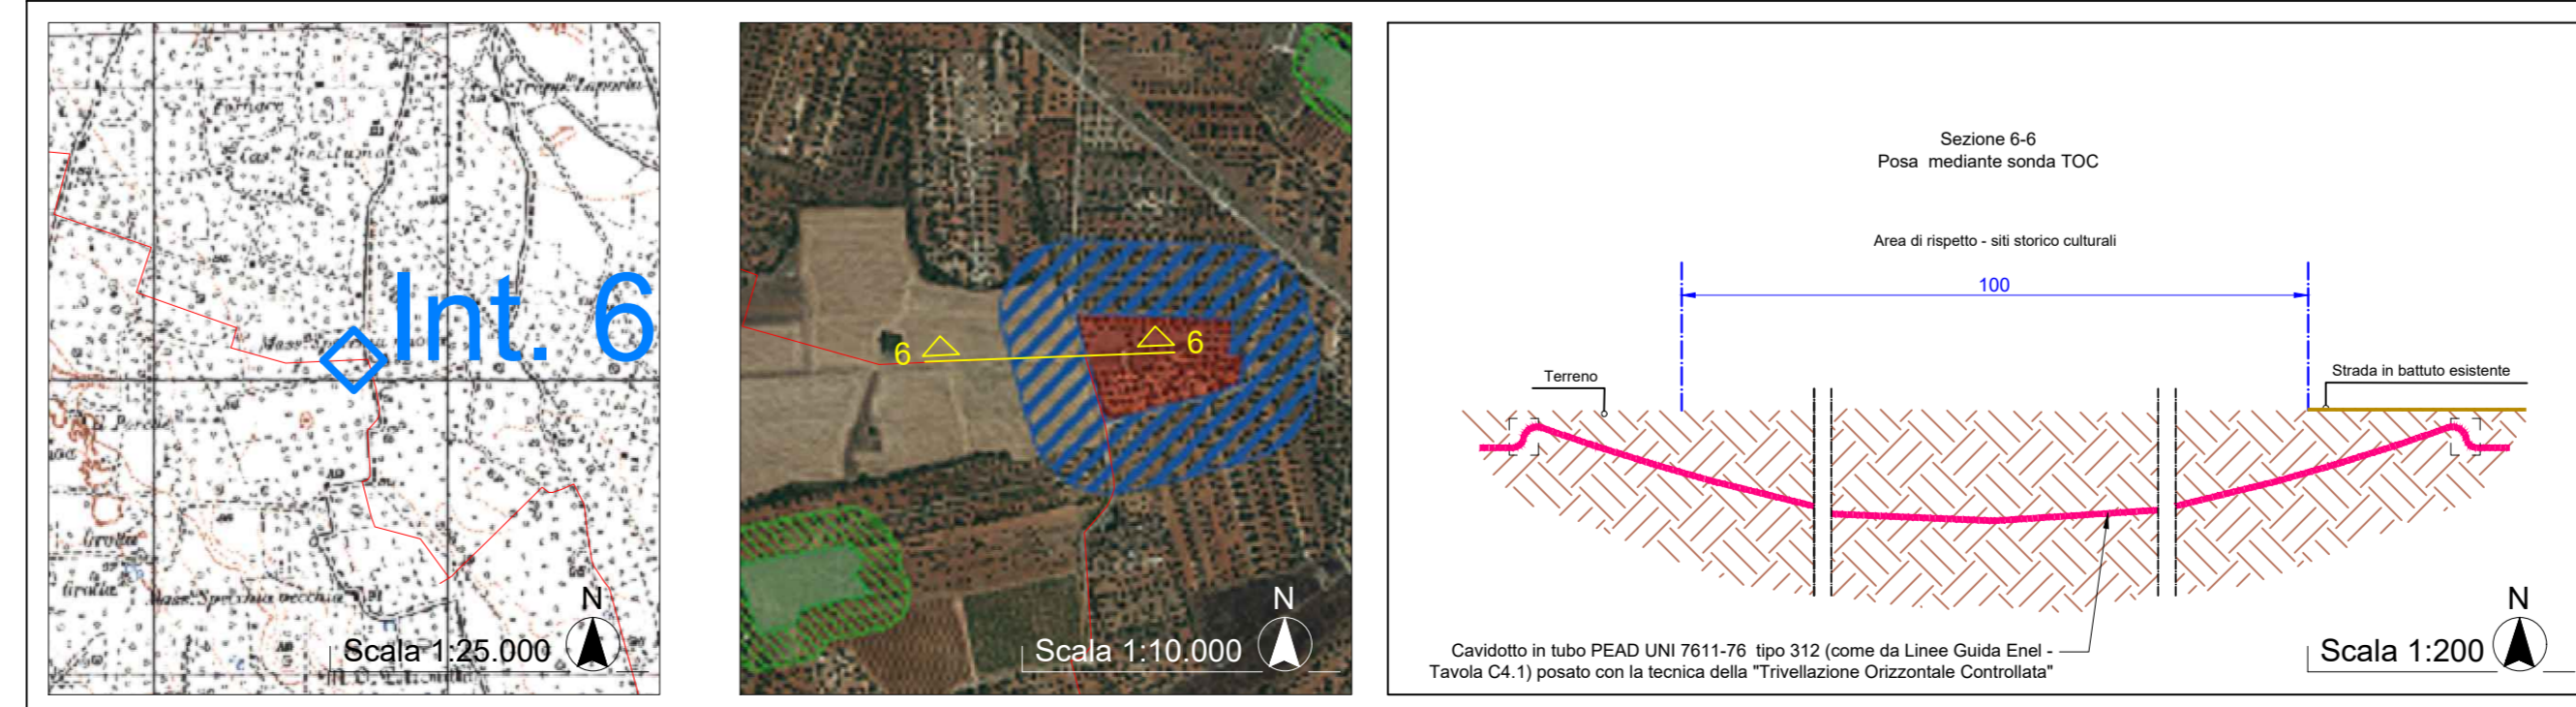 Int. 6
Mass. Specchia vecchia
Scala 1:25.000
N
6
6
Scala 1:10.000
N
Sezione 6-6
Posa mediante sonda TOC
Area di rispetto - siti storico culturali
100
Terreno
Strada in battuto esistente
Cavidotto in tubo PEAD UNI 7611-76 tipo 312 (come da Linee Guida Enel -
Tavola C4.1) posato con la tecnica della "Trivellazione Orizzontale Controllata"
Scala 1:200
N